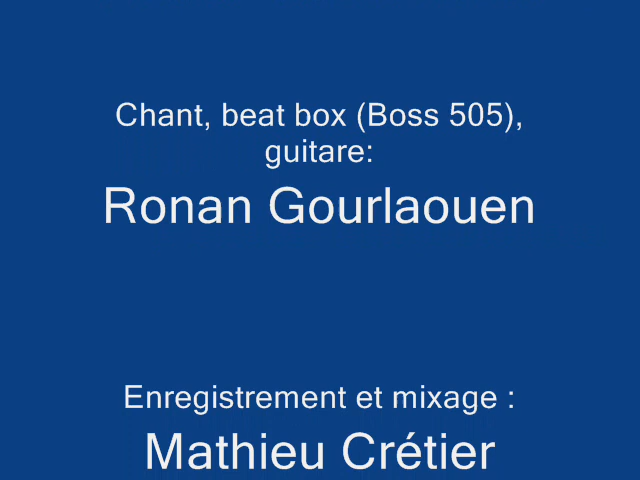 Chant, beat box (Boss 505),
guitare:
Ronan Gourlaouen
Enregistrement et mixage :
Mathieu Crétier